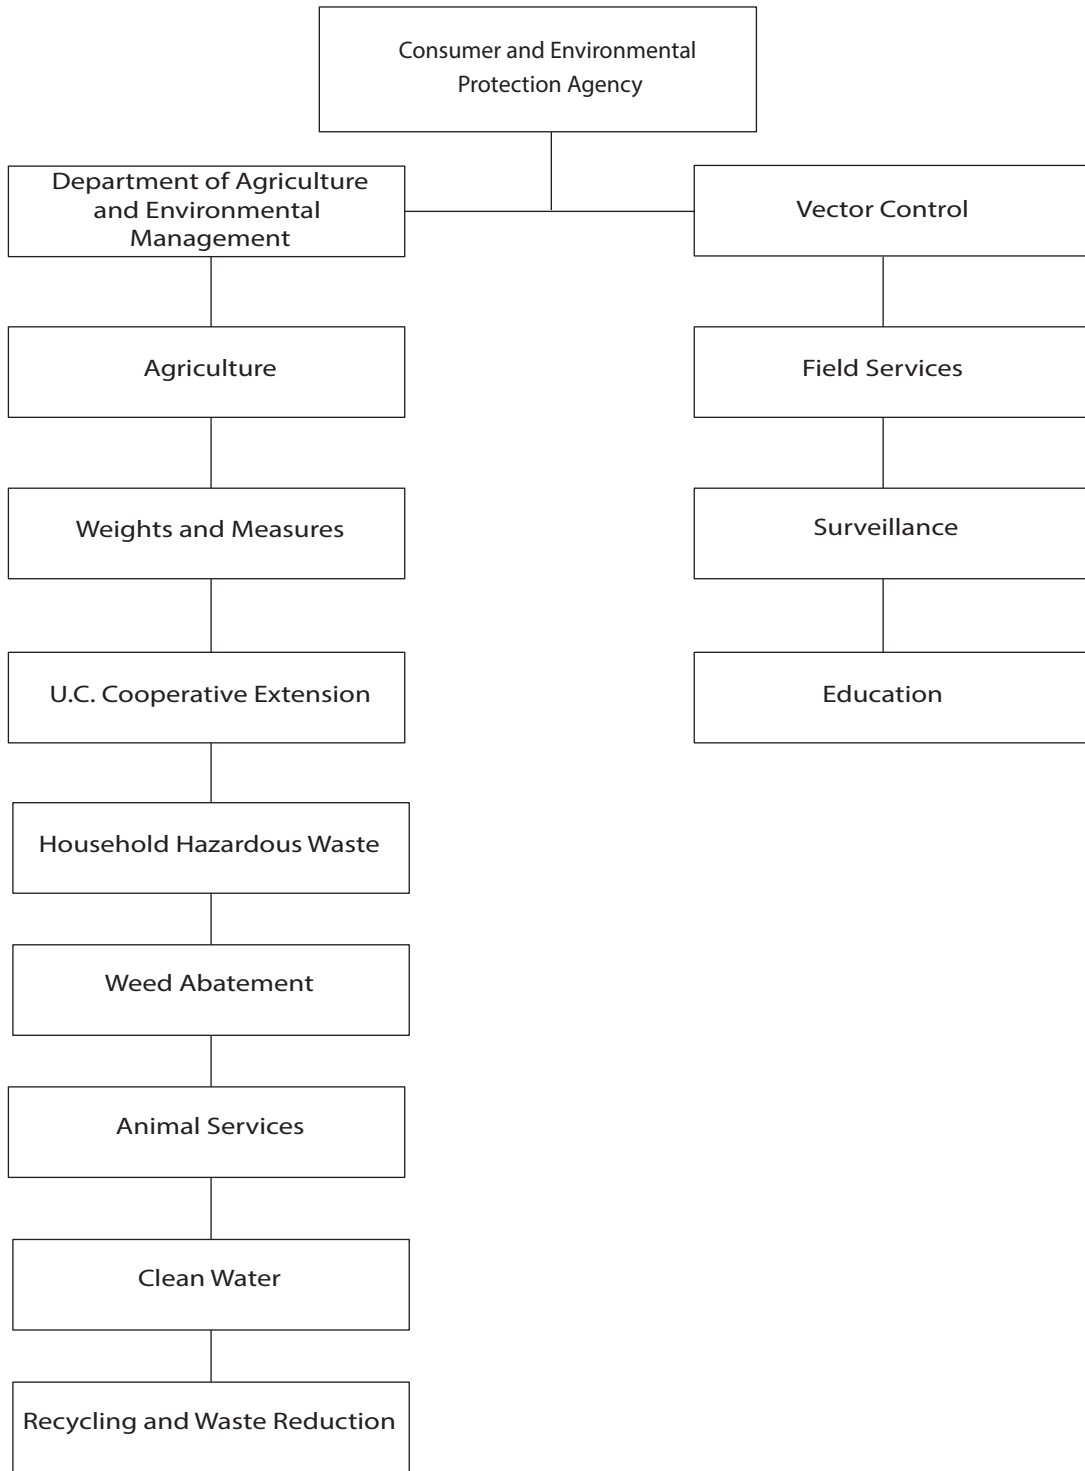 Consumer and Environmental
Protection Agency
Department of Agriculture
and Environmental
Management
Vector Control
Agriculture
Field Services
Weights and Measures
Surveillance
U.C. Cooperative Extension
Education
Household Hazardous Waste
Weed Abatement
Animal Services
Clean Water
Recycling and Waste Reduction